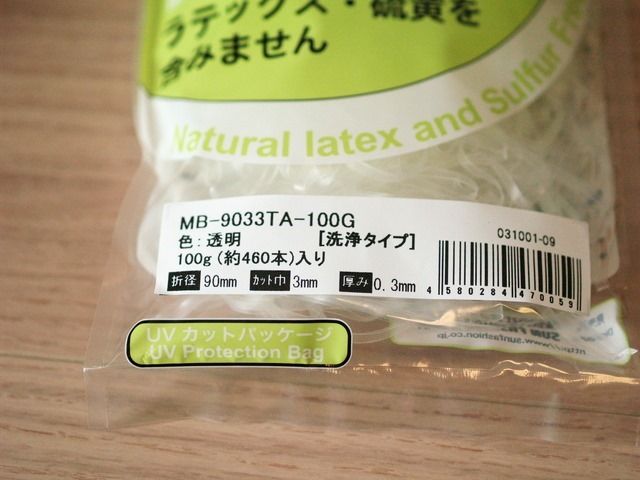 ラテックス・硫黄を
含みません
Natural latex and Sulfur Free
MB-9033TA-100G
031001-09
色:透明 [洗浄タイプ]
100g (約460本)入り
折径 90mm カット巾 3mm 厚み 0.3mm
4 580284 470059
UV カットパッケージ
UV Protection Bag